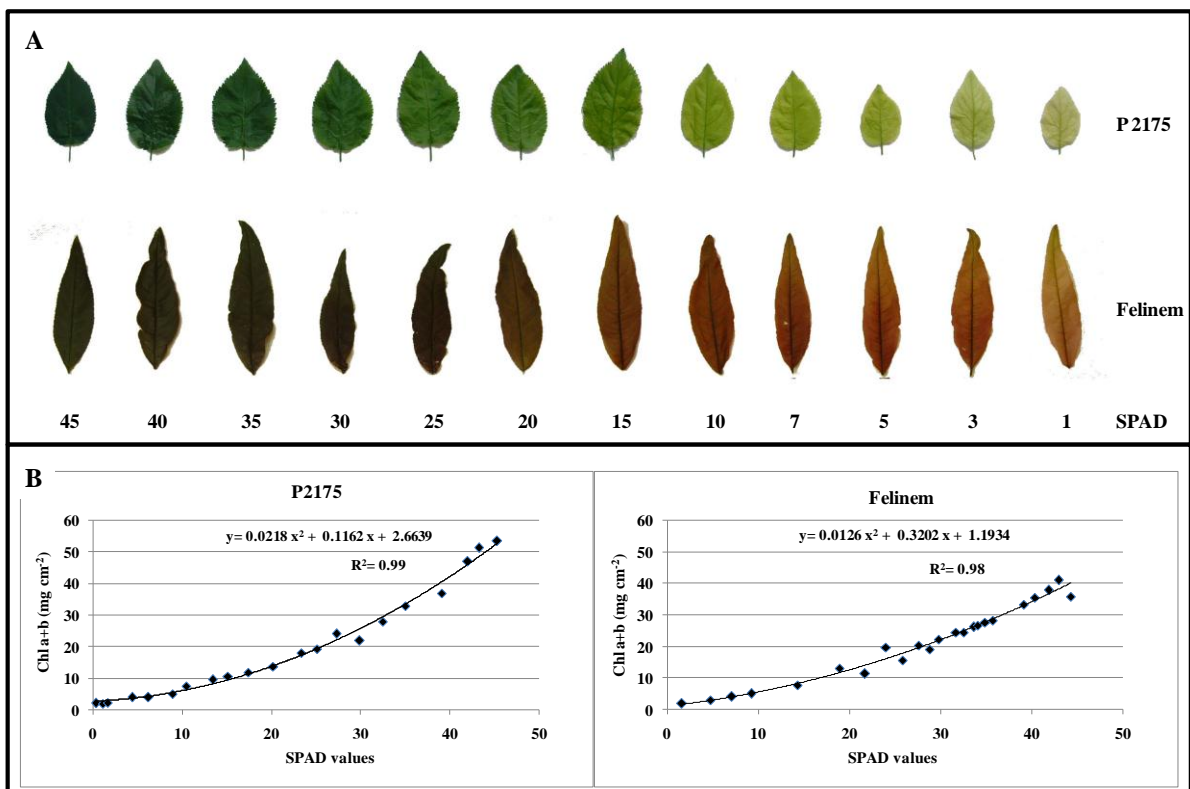 A
P 2175
Felinem
45 40 35 30 25 20 15 10 7 5 3 1 SPAD
B
P2175
y= 0.0218 x² + 0.1162 x + 2.6639
R²= 0.99
Chl a+b (mg cm⁻²)
60
50
40
30
20
10
0
0 10 20 30 40 50
SPAD values
Felinem
y= 0.0126 x² + 0.3202 x + 1.1934
R²= 0.98
Chl a+b (mg cm⁻²)
60
50
40
30
20
10
0
0 10 20 30 40 50
SPAD values